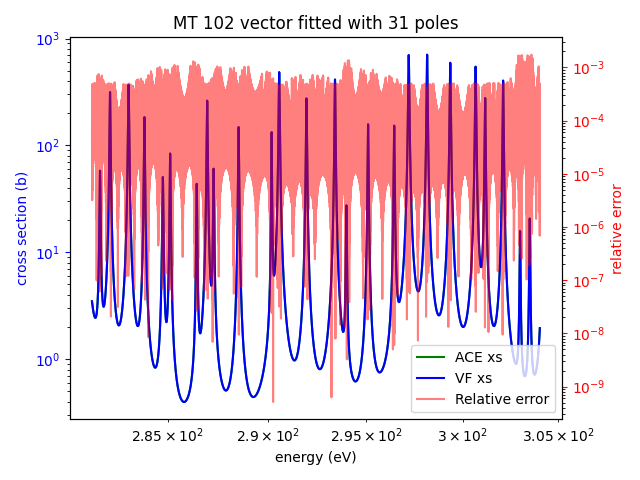 MT 102 vector fitted with 31 poles
cross section (b)
10³
10²
10¹
10⁰
10⁻³
10⁻⁴
10⁻⁵
10⁻⁶
10⁻⁷
10⁻⁸
10⁻⁹
relative error
ACE xs
VF xs
Relative error
2.85 × 10² 2.9 × 10² 2.95 × 10² 3 × 10² 3.05 × 10²
energy (eV)